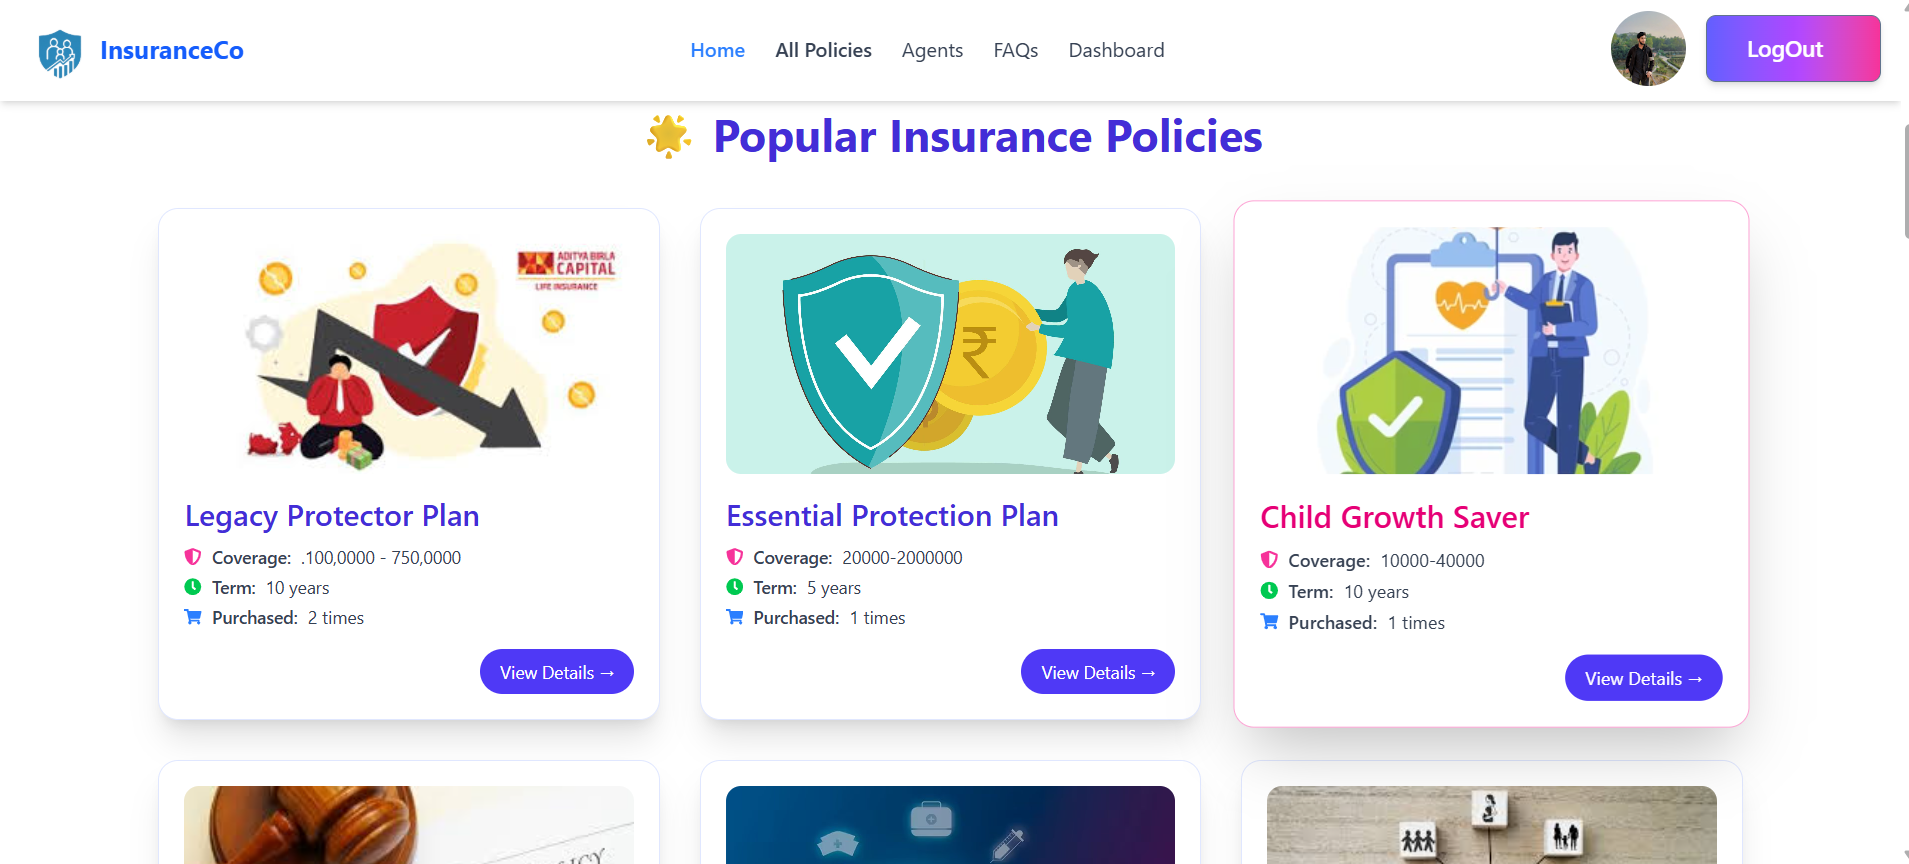 InsuranceCo
Home
All Policies
Agents
FAQs
Dashboard
LogOut
Popular Insurance Policies
ADITYA BIRLA
CAPITAL
LIFE INSURANCE
₹
Legacy Protector Plan
Coverage: .100,0000 - 750,0000
Term: 10 years
Purchased: 2 times
View Details →
Essential Protection Plan
Coverage: 20000-2000000
Term: 5 years
Purchased: 1 times
View Details →
Child Growth Saver
Coverage: 10000-40000
Term: 10 years
Purchased: 1 times
View Details →